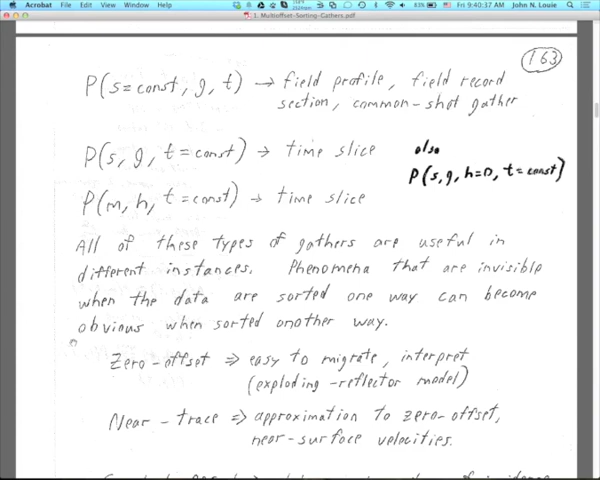 Acrobat File Edit View Window Help
83% Fri 9:40:37 AM John N. Louie
1. Multioffset-Sorting-Gathers.pdf
163
P(s=const, g, t) → field profile, field record
section, common-shot gather
P(s, g, t=const) → time slice
also
P(s, g, h=0, t=const)
P(m, h, t=const) → time slice
All of these types of gathers are useful in
different instances. Phenomena that are invisible
when the data are sorted one way can become
obvious when sorted another way.
Zero-offset ⇒ easy to migrate, interpret
(exploding-reflector model)
Near-trace ⇒ approximation to zero-offset,
near-surface velocities.